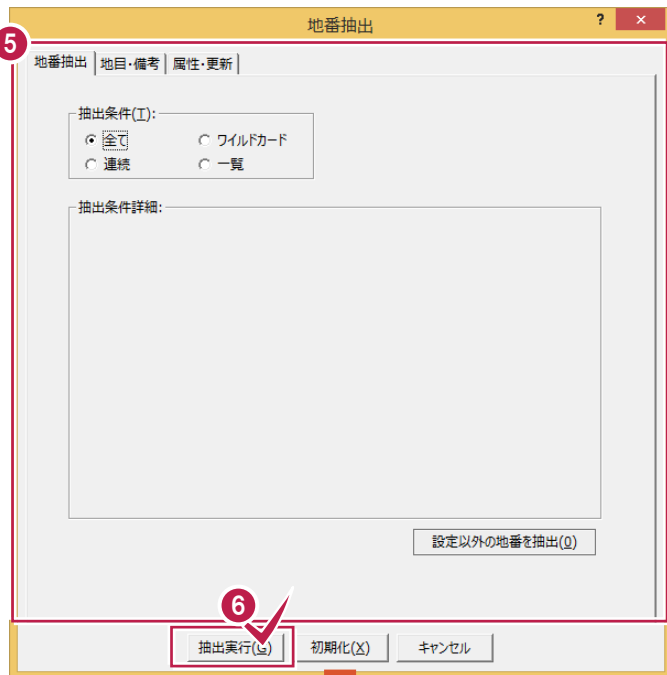 地番抽出
? ×
5
地番抽出 地目・備考 属性・更新
抽出条件(T):
全て ワイルドカード
連続 一覧
抽出条件詳細:
設定以外の地番を抽出(O)
6
抽出実行(G) 初期化(X) キャンセル